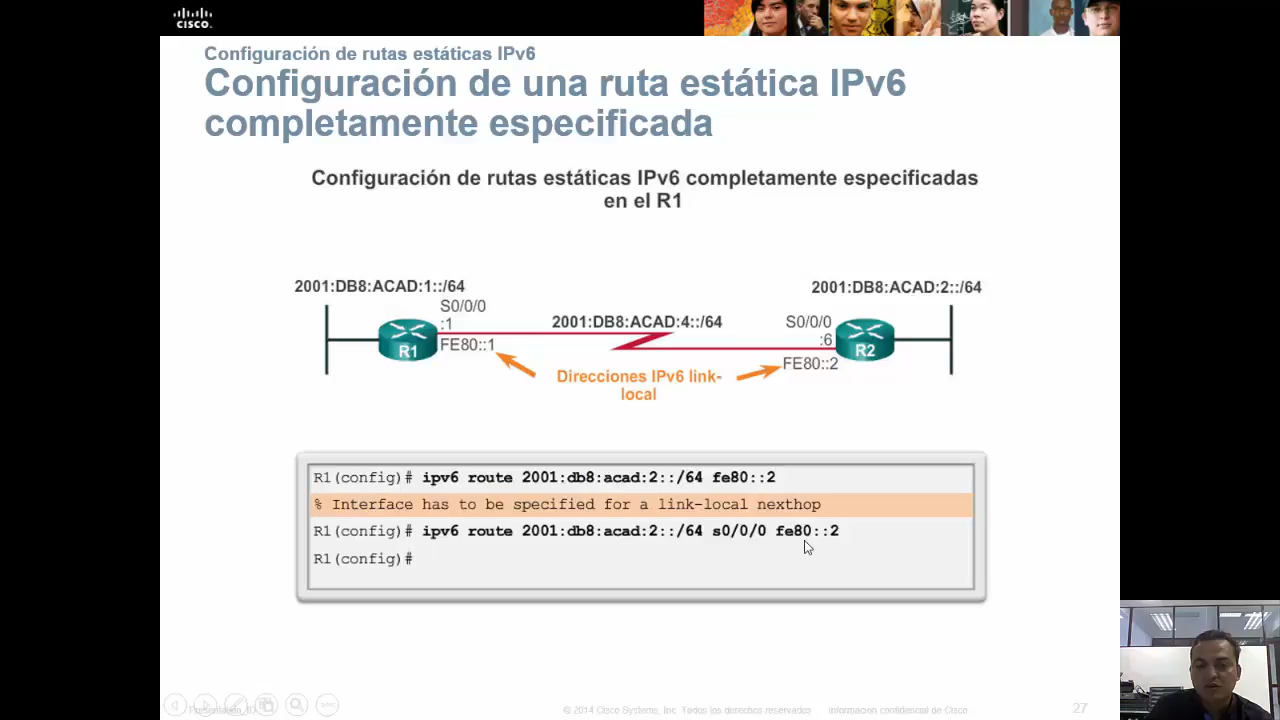 CISCO.
Configuración de rutas estáticas IPv6
Configuración de una ruta estática IPv6
completamente especificada
Configuración de rutas estáticas IPv6 completamente especificadas
en el R1
2001:DB8:ACAD:1::/64
2001:DB8:ACAD:2::/64
S0/0/0
:1
2001:DB8:ACAD:4::/64
S0/0/0
:6
R1
FE80::1
R2
FE80::2
Direcciones IPv6 link-
local
R1(config)# ipv6 route 2001:db8:acad:2::/64 fe80::2
% Interface has to be specified for a link-local nexthop
R1(config)# ipv6 route 2001:db8:acad:2::/64 s0/0/0 fe80::2
R1(config)#
© 2014 Cisco Systems, Inc. Todos los derechos reservados.
Información confidencial de Cisco
27